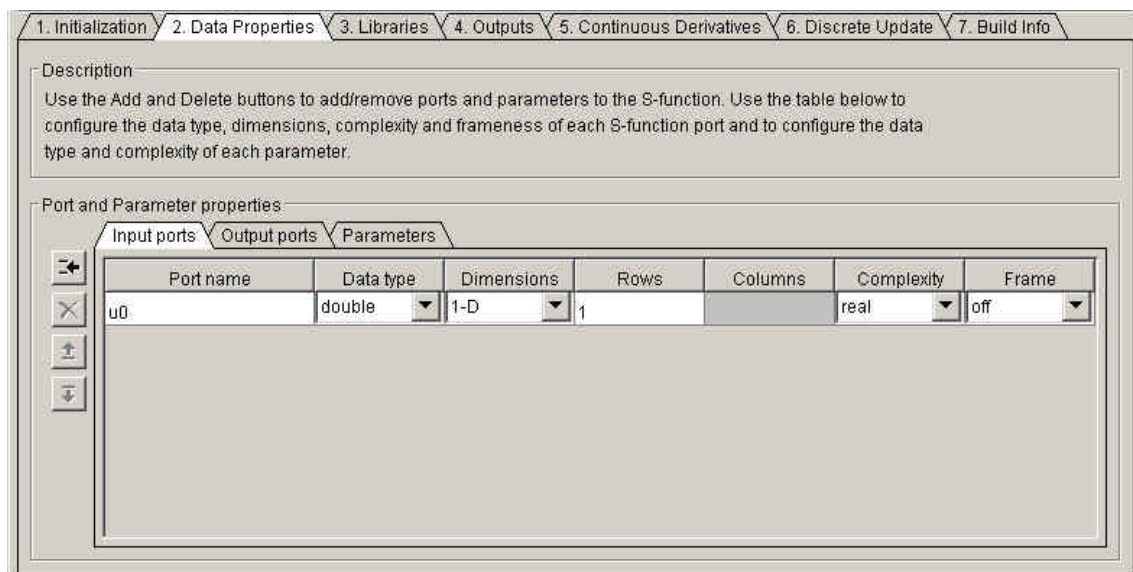 1. Initialization 2. Data Properties 3. Libraries 4. Outputs 5. Continuous Derivatives 6. Discrete Update 7. Build Info
Description
Use the Add and Delete buttons to add/remove ports and parameters to the S-function. Use the table below to
configure the data type, dimensions, complexity and frameness of each S-function port and to configure the data
type and complexity of each parameter.
Port and Parameter properties
Input ports Output ports Parameters
Port name Data type Dimensions Rows Columns Complexity Frame
u0 double 1-D 1 real off